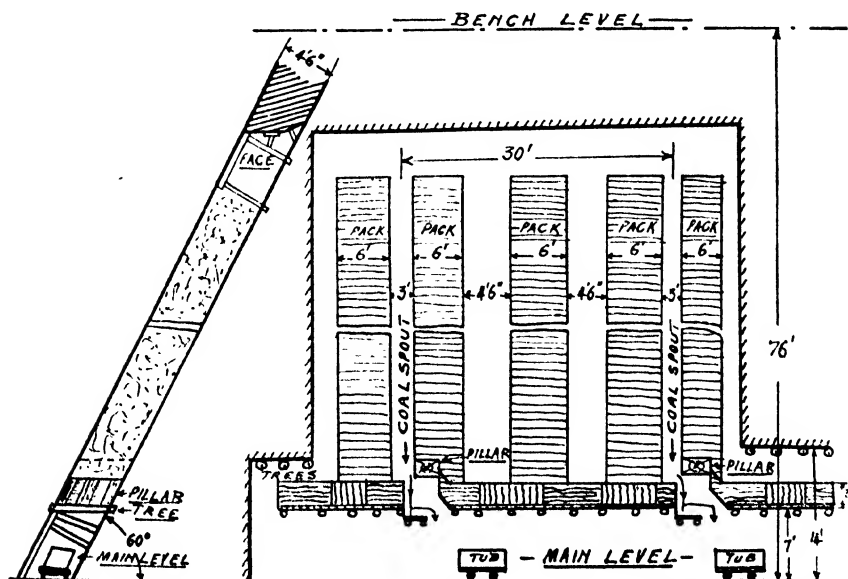 BENCH LEVEL
4'6"
FACE
30'
PACK PACK PACK PACK PACK
6' 6' 6' 6' 6'
3' 4'6" 4'6" 3'
COAL SPOUT
COAL SPOUT
76'
PILLAR
PILLAR
TREES
PILLAR
TREE
60°
MAIN LEVEL
TUB - MAIN LEVEL - TUB
7'
4'